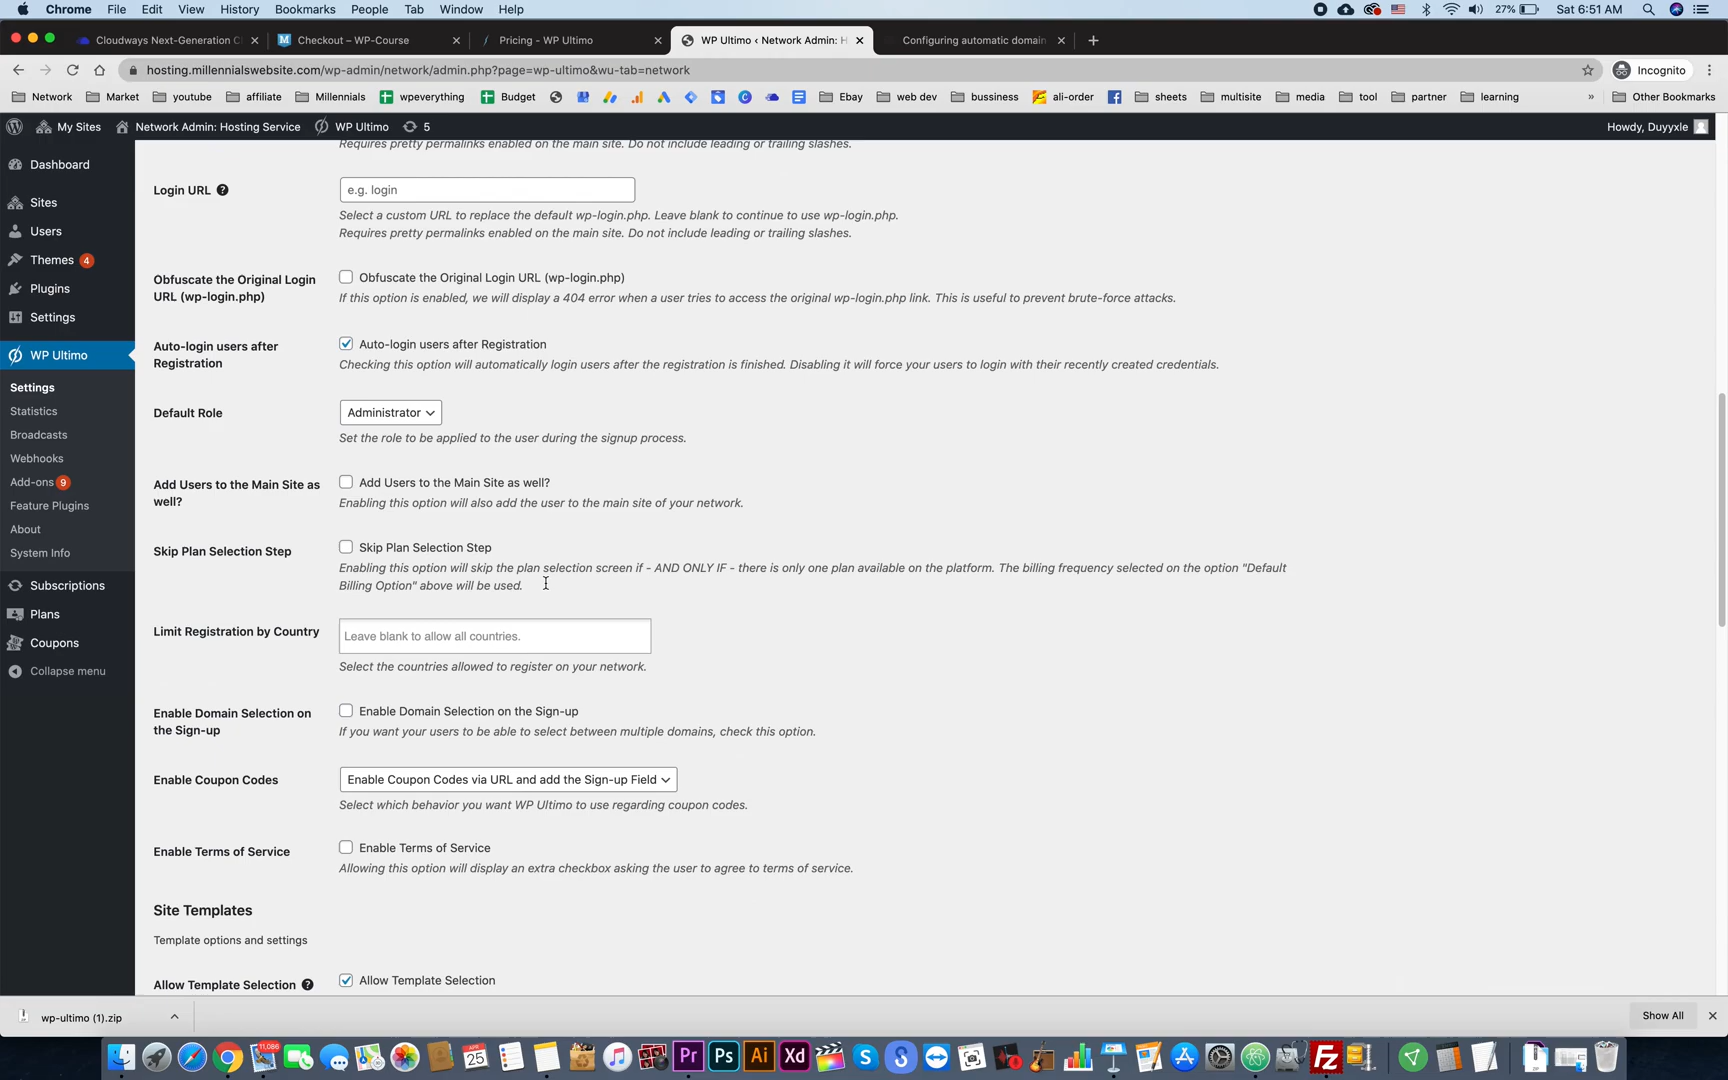 Chrome File Edit View History Bookmarks People Tab Window Help 27% Sat 6:51 AM
Cloudways Next-Generation C Checkout – WP-Course Pricing - WP Ultimo WP Ultimo ‹ Network Admin: H Configuring automatic domain
hosting.millennialswebsite.com/wp-admin/network/admin.php?page=wp-ultimo&wu-tab=network Incognito
Network Market youtube affiliate Millennials wpeverything Budget Ebay web dev bussiness ali-order sheets multisite media tool partner learning » Other Bookmarks
My Sites Network Admin: Hosting Service WP Ultimo 5 Howdy, Duyyxle
Dashboard
Sites
Users
Themes 4
Plugins
Settings
WP Ultimo
Settings
Statistics
Broadcasts
Webhooks
Add-ons 9
Feature Plugins
About
System Info
Subscriptions
Plans
Coupons
Collapse menu
Requires pretty permalinks enabled on the main site. Do not include leading or trailing slashes.
Login URL ?
e.g. login
Select a custom URL to replace the default wp-login.php. Leave blank to continue to use wp-login.php.
Requires pretty permalinks enabled on the main site. Do not include leading or trailing slashes.
Obfuscate the Original Login
URL (wp-login.php)
Obfuscate the Original Login URL (wp-login.php)
If this option is enabled, we will display a 404 error when a user tries to access the original wp-login.php link. This is useful to prevent brute-force attacks.
Auto-login users after
Registration
Auto-login users after Registration
Checking this option will automatically login users after the registration is finished. Disabling it will force your users to login with their recently created credentials.
Default Role
Administrator
Set the role to be applied to the user during the signup process.
Add Users to the Main Site as
well?
Add Users to the Main Site as well?
Enabling this option will also add the user to the main site of your network.
Skip Plan Selection Step
Skip Plan Selection Step
Enabling this option will skip the plan selection screen if - AND ONLY IF - there is only one plan available on the platform. The billing frequency selected on the option "Default
Billing Option" above will be used.
Limit Registration by Country
Leave blank to allow all countries.
Select the countries allowed to register on your network.
Enable Domain Selection on
the Sign-up
Enable Domain Selection on the Sign-up
If you want your users to be able to select between multiple domains, check this option.
Enable Coupon Codes
Enable Coupon Codes via URL and add the Sign-up Field
Select which behavior you want WP Ultimo to use regarding coupon codes.
Enable Terms of Service
Enable Terms of Service
Allowing this option will display an extra checkbox asking the user to agree to terms of service.
Site Templates
Template options and settings
Allow Template Selection ?
Allow Template Selection
wp-ultimo (1).zip Show All
11,086 APR 25 Pr Ps Ai Xd